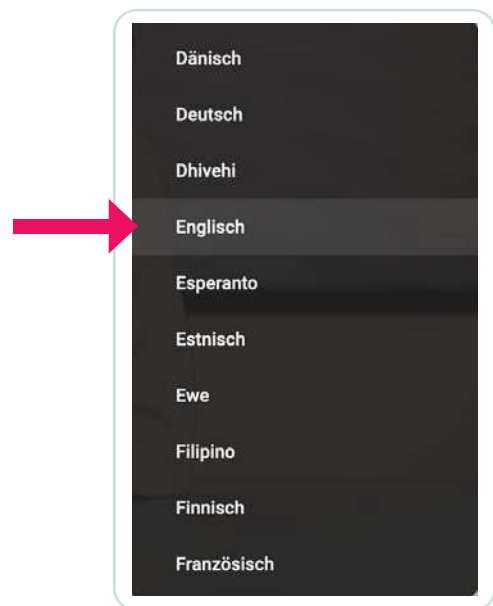 Dänisch
Deutsch
Dhivehi
Englisch
Esperanto
Estnisch
Ewe
Filipino
Finnisch
Französisch